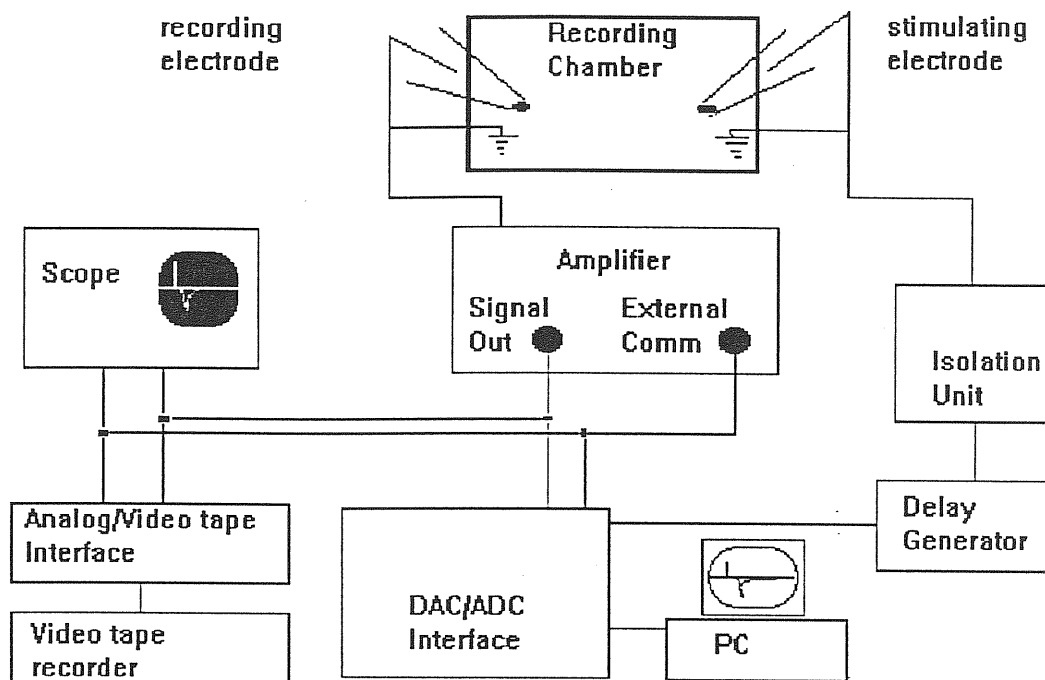 recording
electrode
Recording
Chamber
stimulating
electrode
Scope
Amplifier
Signal
Out
External
Comm
Isolation
Unit
Analog/Video tape
Interface
Delay
Generator
DAC/ADC
Interface
PC
Video tape
recorder